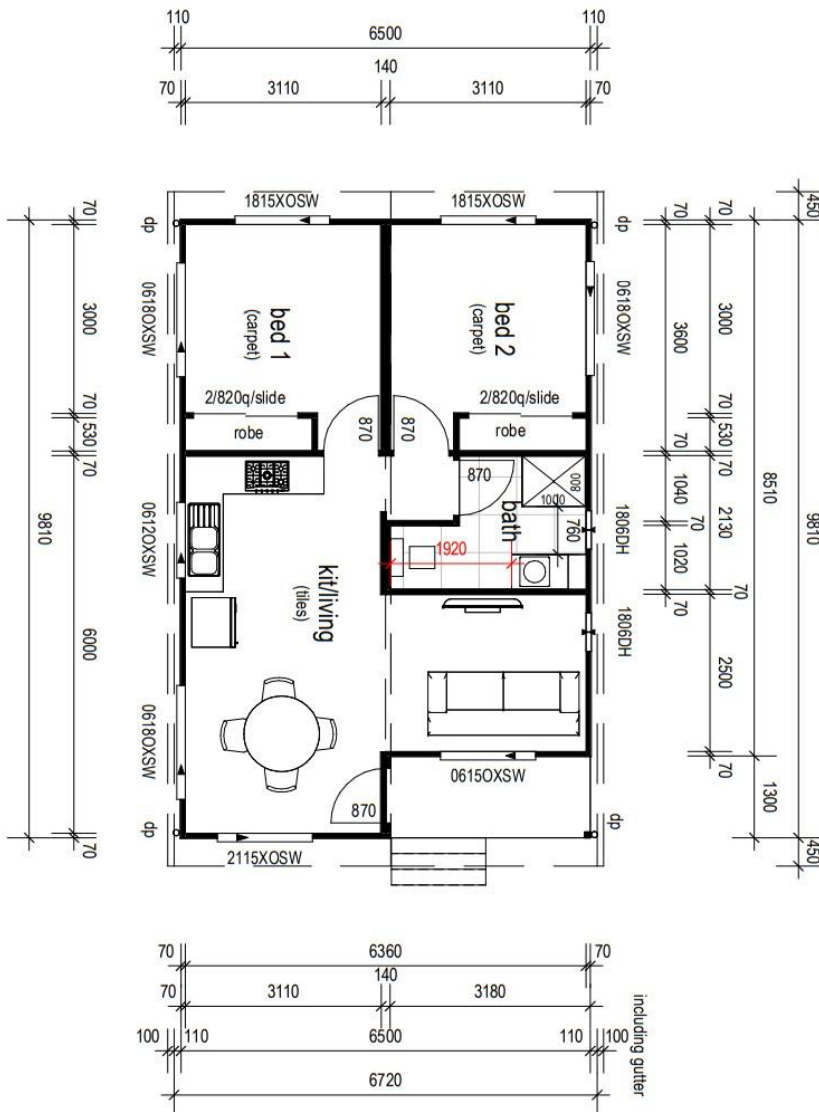 110 6500 110
140
70 3110 3110 70
1815XOSW 1815XOSW
dp dp
70 70 70 450
0618OXSW 0618OXSW
bed 1
(carpet)
bed 2
(carpet)
3000 3600 3000
2/820q/slide 2/820q/slide
robe robe
870 870
70 530 70
70 70 530 70
870
800
1000
bath
760
1920
1040 70 1020 70
2130 70
8510
9810 9810
0612OXSW 1806DH
kit/living
(tiles)
6000
1806DH
2500
0618OXSW
0615OXSW
870
70
1300
dp dp
70 450
2115XOSW
70 6360 70
140
70 3110 3180
including gutter
100 110 6500 110 100
6720